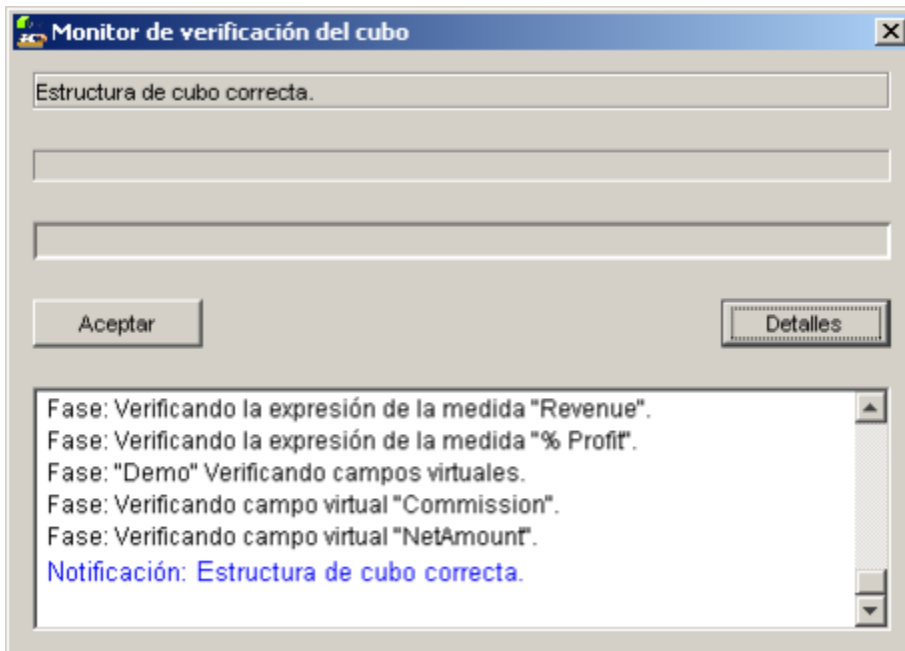 Monitor de verificación del cubo
Estructura de cubo correcta.
Aceptar
Detalles
Fase: Verificando la expresión de la medida "Revenue".
Fase: Verificando la expresión de la medida "% Profit".
Fase: "Demo" Verificando campos virtuales.
Fase: Verificando campo virtual "Commission".
Fase: Verificando campo virtual "NetAmount".
Notificación: Estructura de cubo correcta.